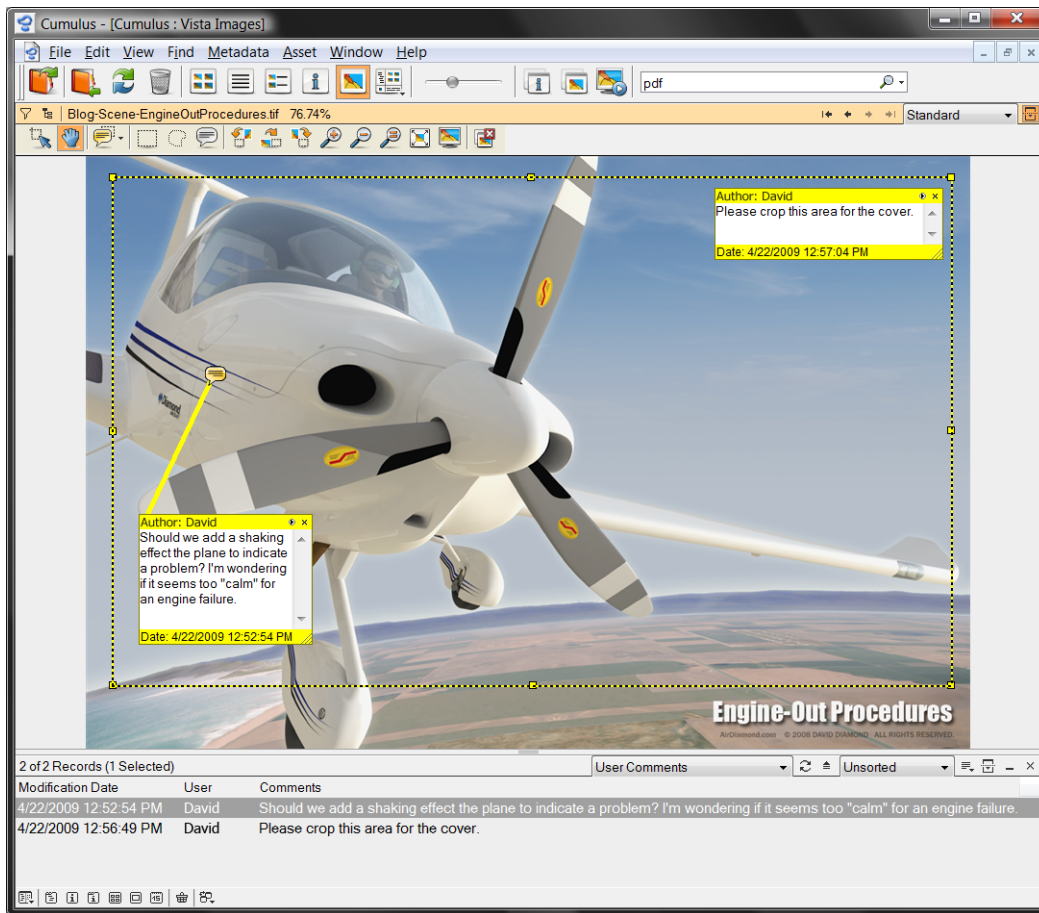 Cumulus - [Cumulus : Vista Images]
File Edit View Find Metadata Asset Window Help
pdf
Blog-Scene-EngineOutProcedures.tif 76.74%
Standard
Author: David
Please crop this area for the cover.
Date: 4/22/2009 12:57:04 PM
Diamond
Author: David
Should we add a shaking
effect the plane to indicate
a problem? I'm wondering
if it seems too "calm" for
an engine failure.
Date: 4/22/2009 12:52:54 PM
Engine-Out Procedures
AirDiamond.com © 2008 DAVID DIAMOND ALL RIGHTS RESERVED.
2 of 2 Records (1 Selected)
User Comments
Unsorted
Modification Date User Comments
4/22/2009 12:52:54 PM David Should we add a shaking effect the plane to indicate a problem? I'm wondering if it seems too "calm" for an engine failure.
4/22/2009 12:56:49 PM David Please crop this area for the cover.